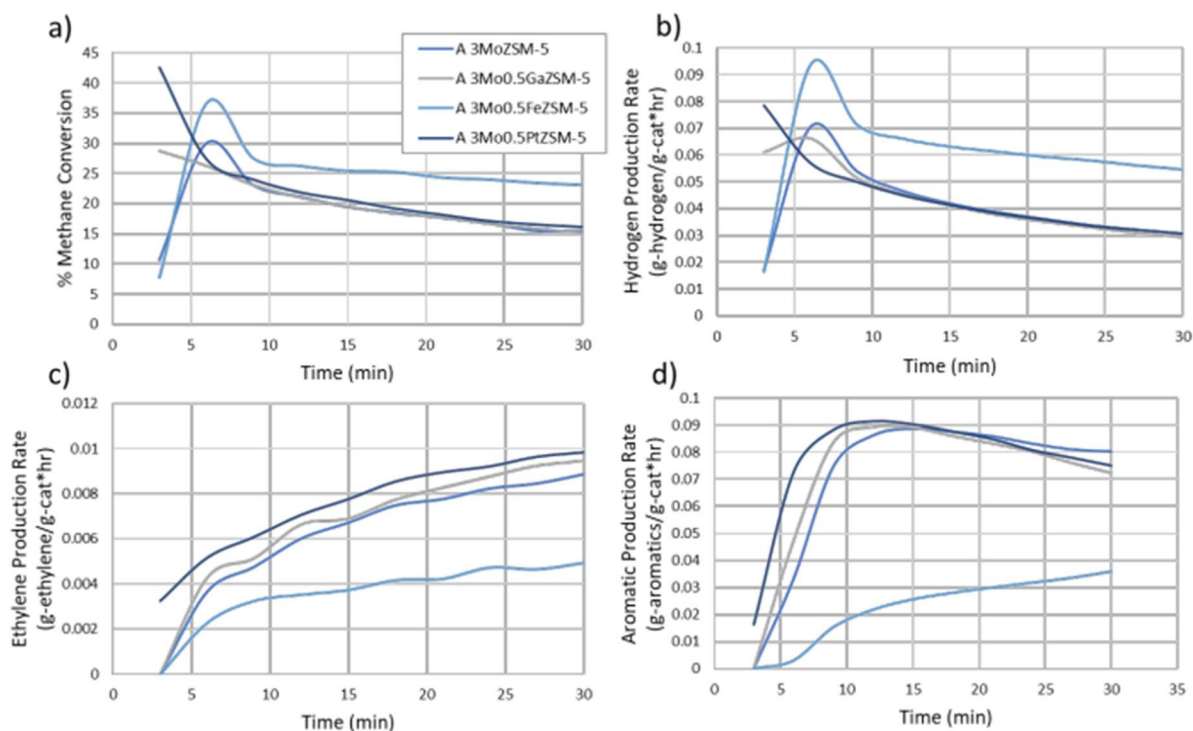 a)
45
40
35
30
25
20
15
10
5
0
% Methane Conversion
0 5 10 15 20 25 30
Time (min)
A 3MoZSM-5
A 3Mo0.5GaZSM-5
A 3Mo0.5FeZSM-5
A 3Mo0.5PtZSM-5
b)
0.1
0.09
0.08
0.07
0.06
0.05
0.04
0.03
0.02
0.01
0
Hydrogen Production Rate
(g-hydrogen/g-cat*hr)
0 5 10 15 20 25 30
Time (min)
c)
0.012
0.01
0.008
0.006
0.004
0.002
0
Ethylene Production Rate
(g-ethylene/g-cat*hr)
0 5 10 15 20 25 30
Time (min)
d)
0.1
0.09
0.08
0.07
0.06
0.05
0.04
0.03
0.02
0.01
0
Aromatic Production Rate
(g-aromatics/g-cat*hr)
0 5 10 15 20 25 30 35
Time (min)